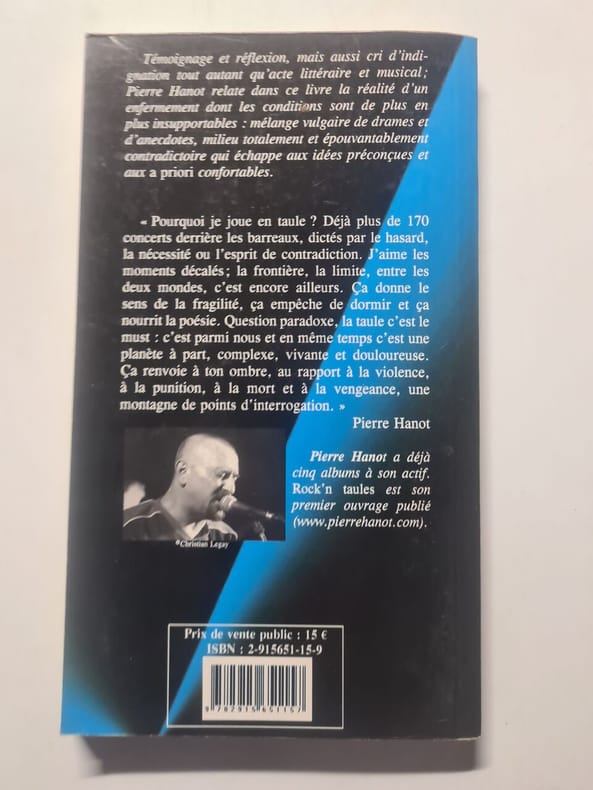 Témoignage et réflexion, mais aussi cri d'indi-
gnation tout autant qu'acte littéraire et musical ;
Pierre Hanot relate dans ce livre la réalité d'un
enfermement dont les conditions sont de plus en
plus insupportables : mélange vulgaire de drames et
d'anecdotes, milieu totalement et épouvantablement
contradictoire qui échappe aux idées préconçues et
aux a priori confortables.
« Pourquoi je joue en taule ? Déjà plus de 170
concerts derrière les barreaux, dictés par le hasard,
la nécessité ou l'esprit de contradiction. J'aime les
moments décalés ; la frontière, la limite, entre les
deux mondes, c'est encore ailleurs. Ça donne le
sens de la fragilité, ça empêche de dormir et ça
nourrit la poésie. Question paradoxe, la taule c'est le
must : c'est parmi nous et en même temps c'est une
planète à part, complexe, vivante et douloureuse.
Ça renvoie à ton ombre, au rapport à la violence,
à la punition, à la mort et à la vengeance, une
montagne de points d'interrogation. »
Pierre Hanot
Pierre Hanot a déjà
cinq albums à son actif.
Rock'n taules est son
premier ouvrage publié
(www.pierrehanot.com).
©Christian Legay
Prix de vente public : 15 €
ISBN : 2-915651-15-9
9 782915 651157